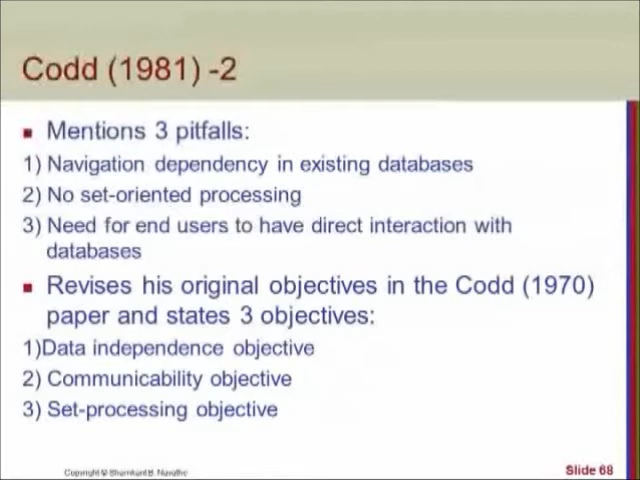 Codd (1981) -2
Mentions 3 pitfalls:
1) Navigation dependency in existing databases
2) No set-oriented processing
3) Need for end users to have direct interaction with
databases
Revises his original objectives in the Codd (1970)
paper and states 3 objectives:
1)Data independence objective
2) Communicability objective
3) Set-processing objective
Copyright © Shamkant B. Navathe
Slide 68